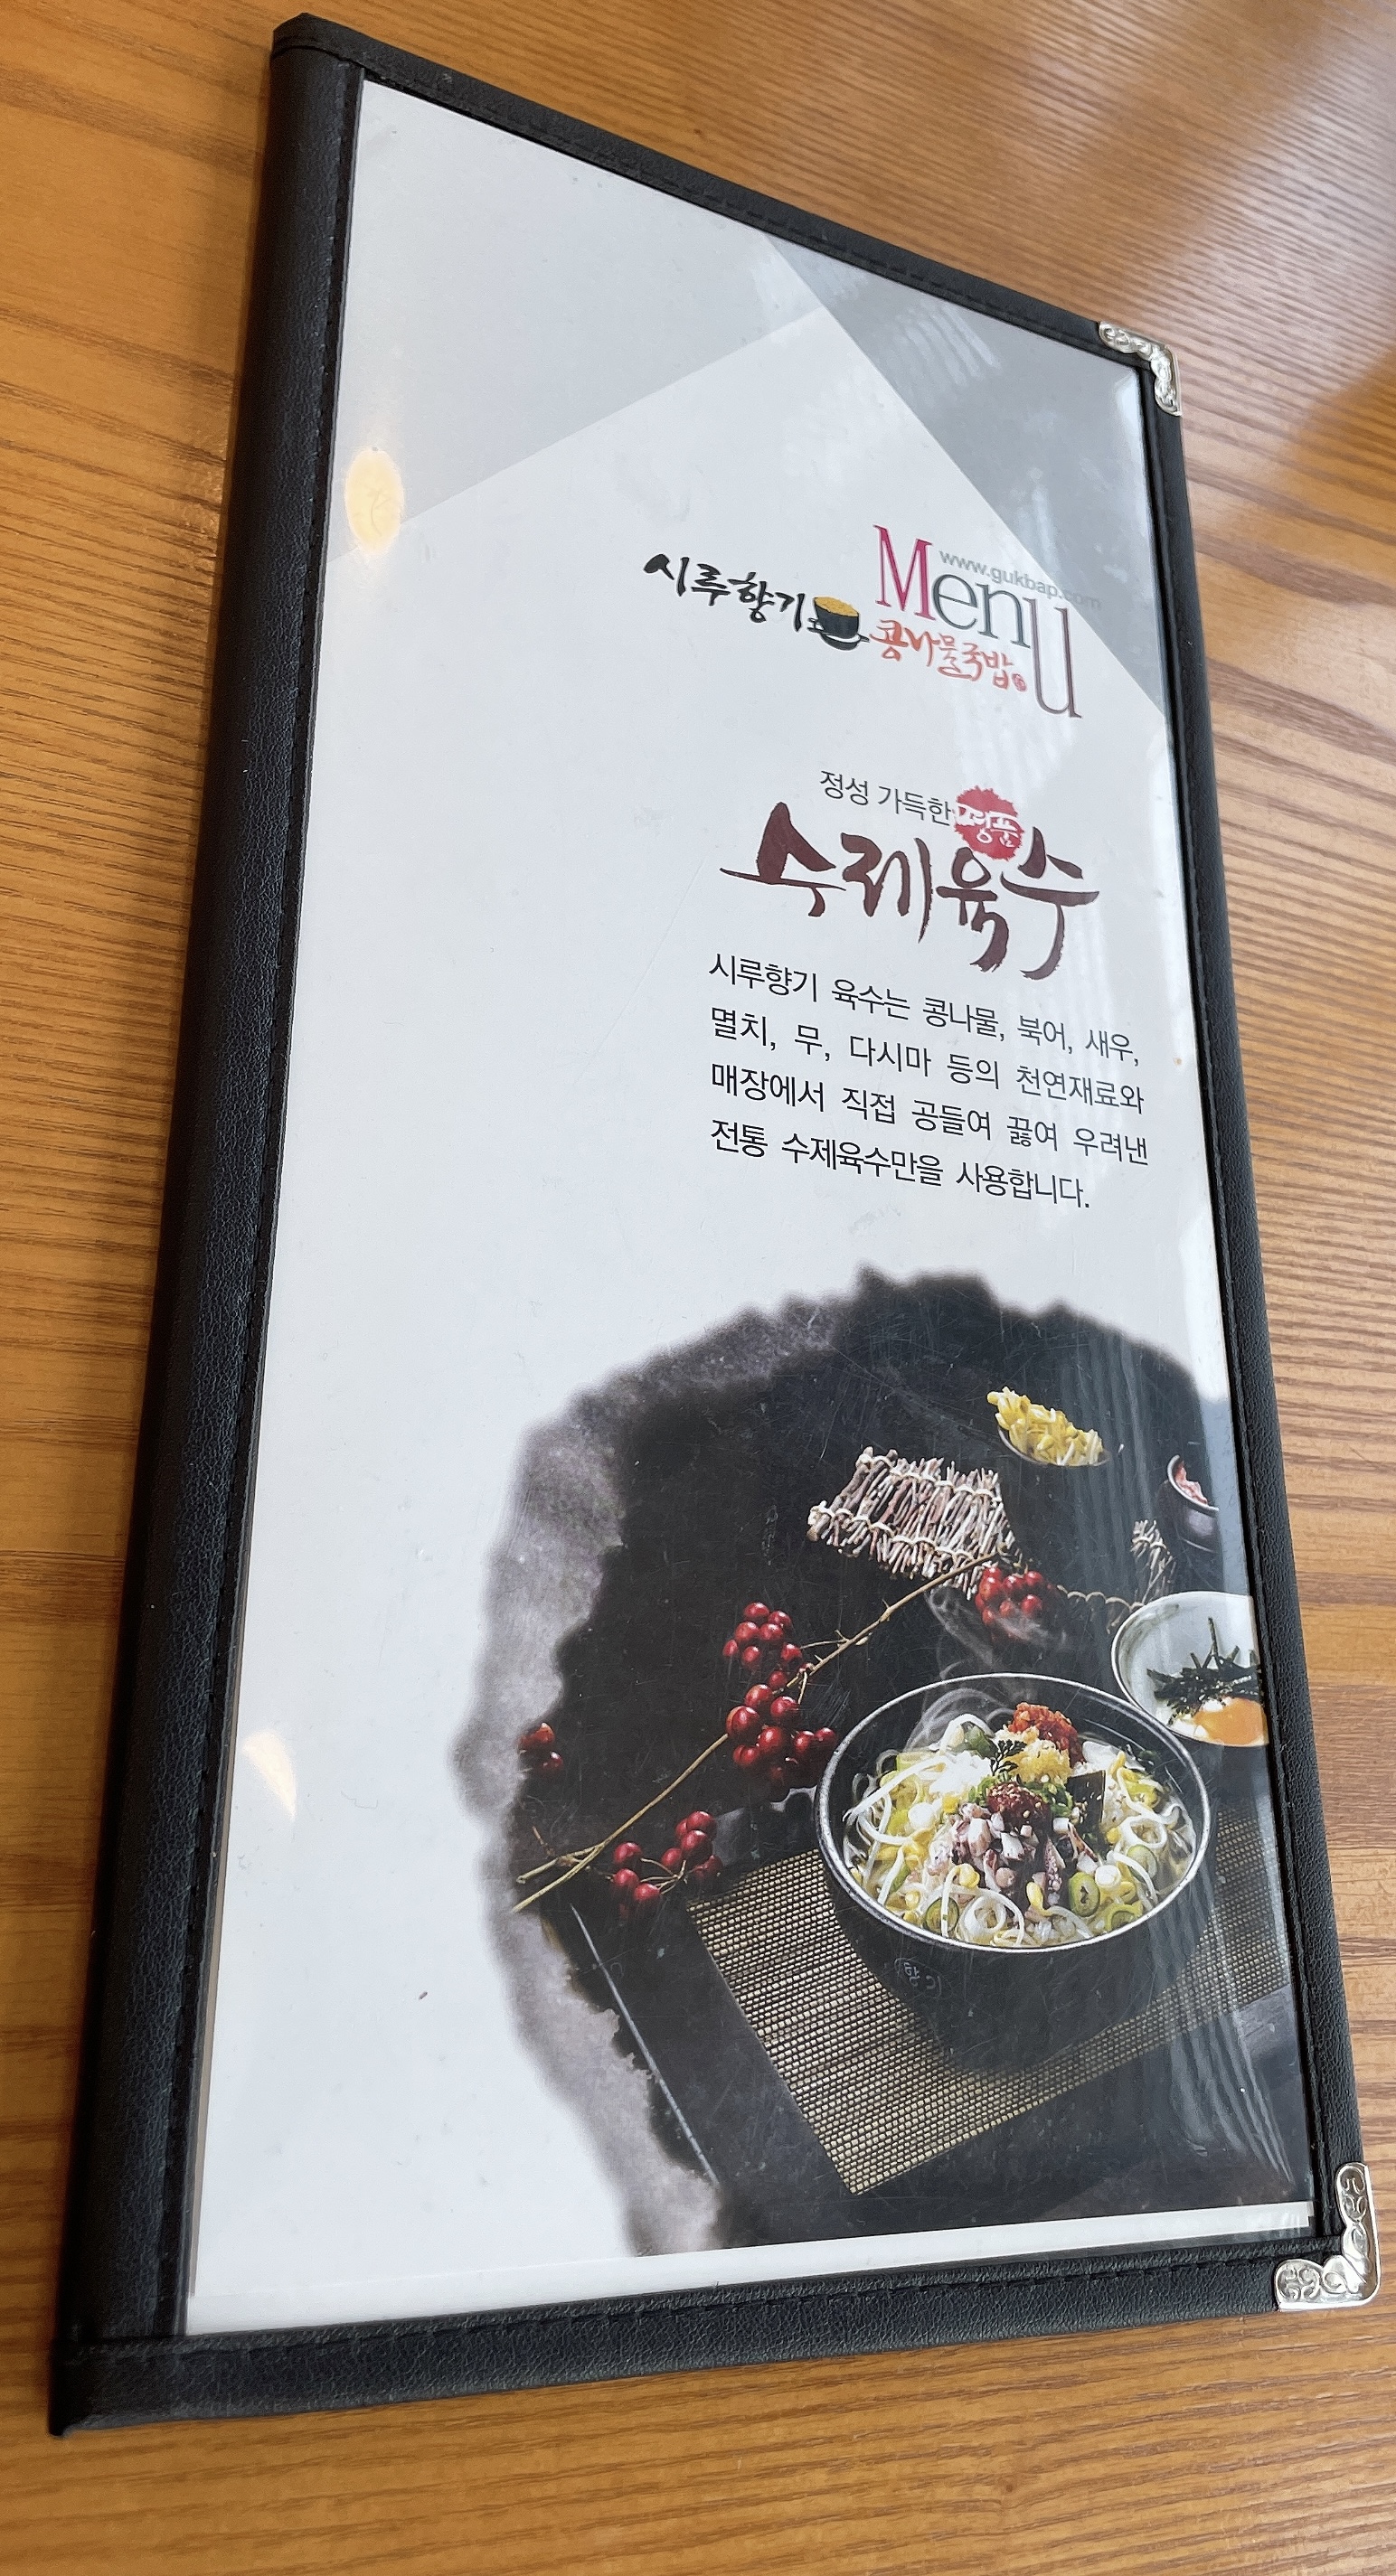 www.gukbap.com
Menu
시루향기 콩나물국밥
정성 가득한 명품
수제육수
시루향기 육수는 콩나물, 북어, 새우,
멸치, 무, 다시마 등의 천연재료와
매장에서 직접 공들여 끓여 우려낸
전통 수제육수만을 사용합니다.